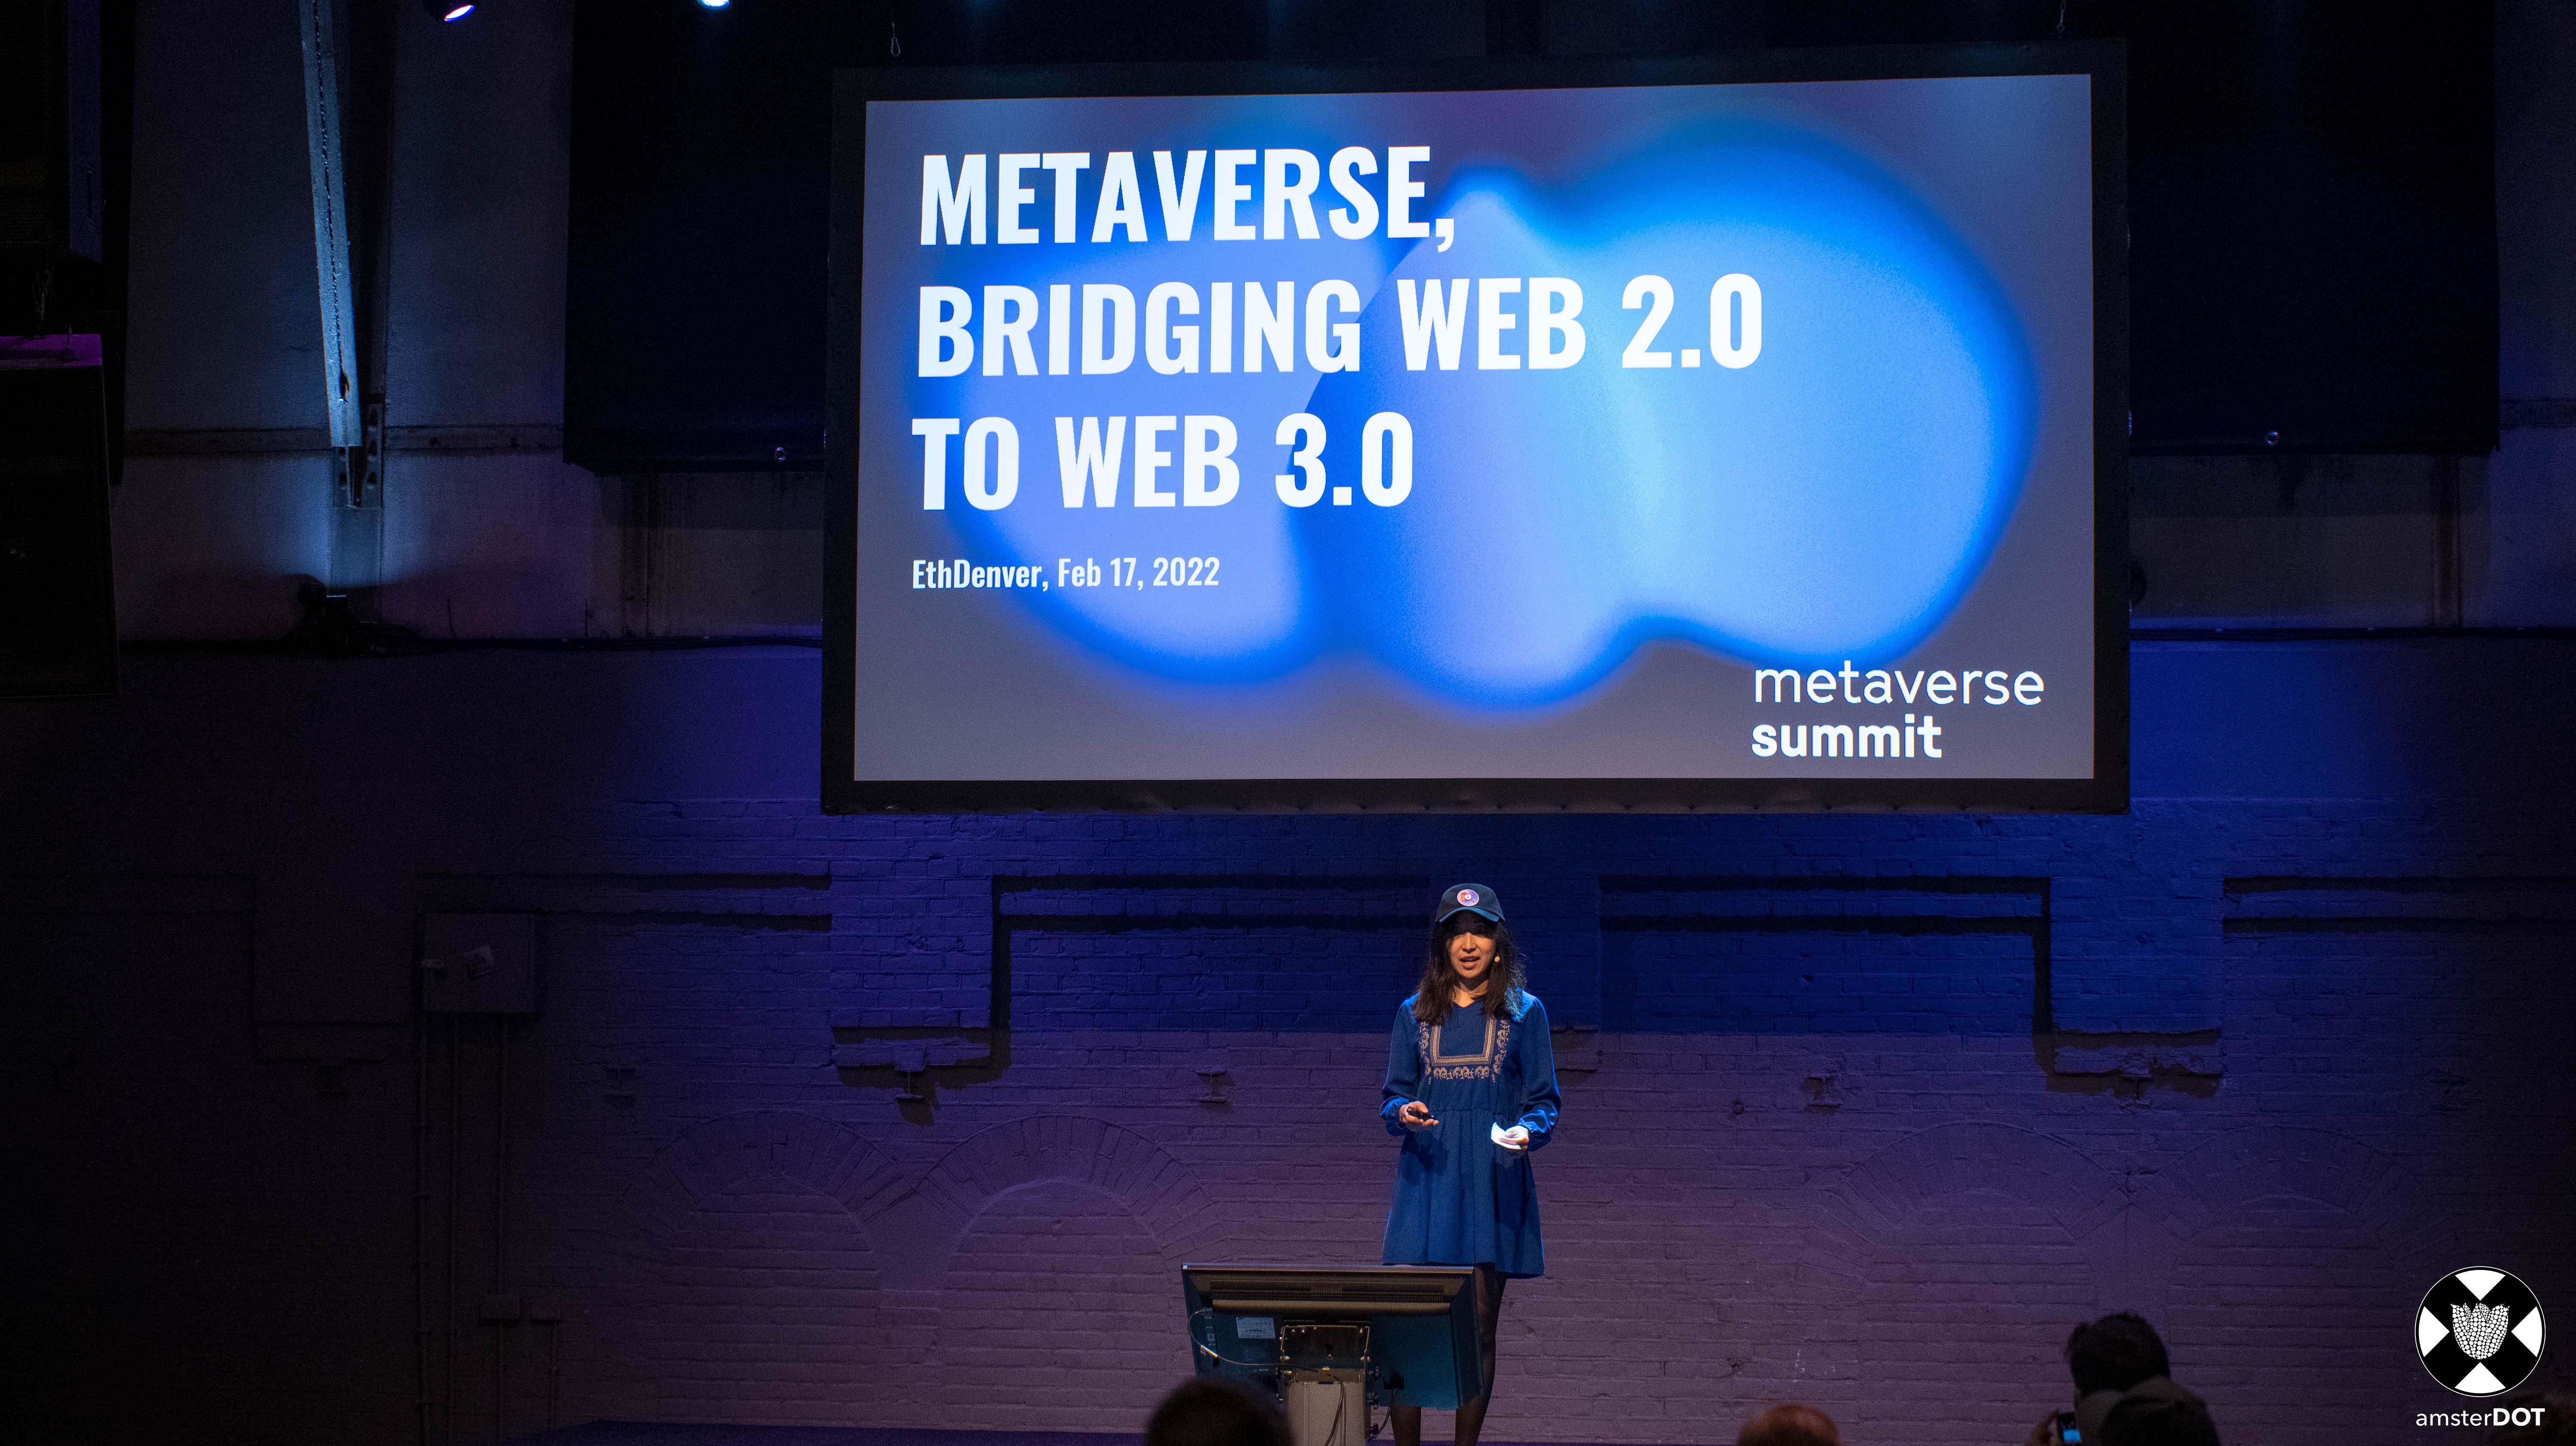 METAVERSE,
BRIDGING WEB 2.0
TO WEB 3.0
EthDenver, Feb 17, 2022
metaverse
summit
amsterDOT